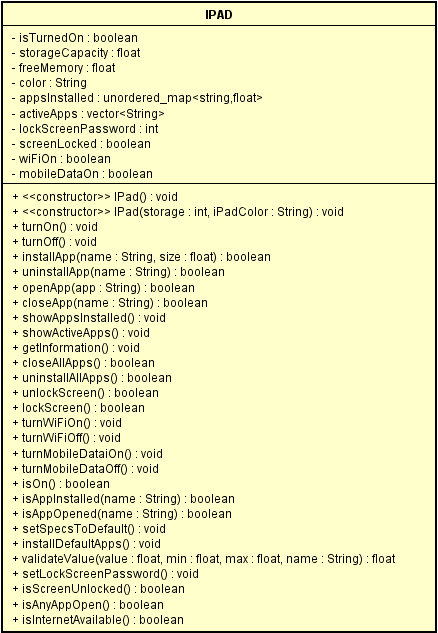 IPAD
- isTurnedOn : boolean
- storageCapacity : float
- freeMemory : float
- color : String
- appsInstalled : unordered_map<string,float>
- activeApps : vector<String>
- lockScreenPassword : int
- screenLocked : boolean
- wiFiOn : boolean
- mobileDataOn : boolean
+ <<constructor>> IPad() : void
+ <<constructor>> IPad(storage : int, iPadColor : String) : void
+ turnOn() : void
+ turnOff() : void
+ installApp(name : String, size : float) : boolean
+ uninstallApp(name : String) : boolean
+ openApp(app : String) : boolean
+ closeApp(name : String) : boolean
+ showAppsInstalled() : void
+ showActiveApps() : void
+ getInformation() : void
+ closeAllApps() : boolean
+ uninstallAllApps() : boolean
+ unlockScreen() : boolean
+ lockScreen() : boolean
+ turnWiFiOn() : void
+ turnWiFiOff() : void
+ turnMobileDataiOn() : void
+ turnMobileDataOff() : void
+ isOn() : boolean
+ isAppInstalled(name : String) : boolean
+ isAppOpened(name : String) : boolean
+ setSpecsToDefault() : void
+ installDefaultApps() : void
+ validateValue(value : float, min : float, max : float, name : String) : float
+ setLockScreenPassword() : void
+ isScreenUnlocked() : boolean
+ isAnyAppOpen() : boolean
+ isInternetAvailable() : boolean